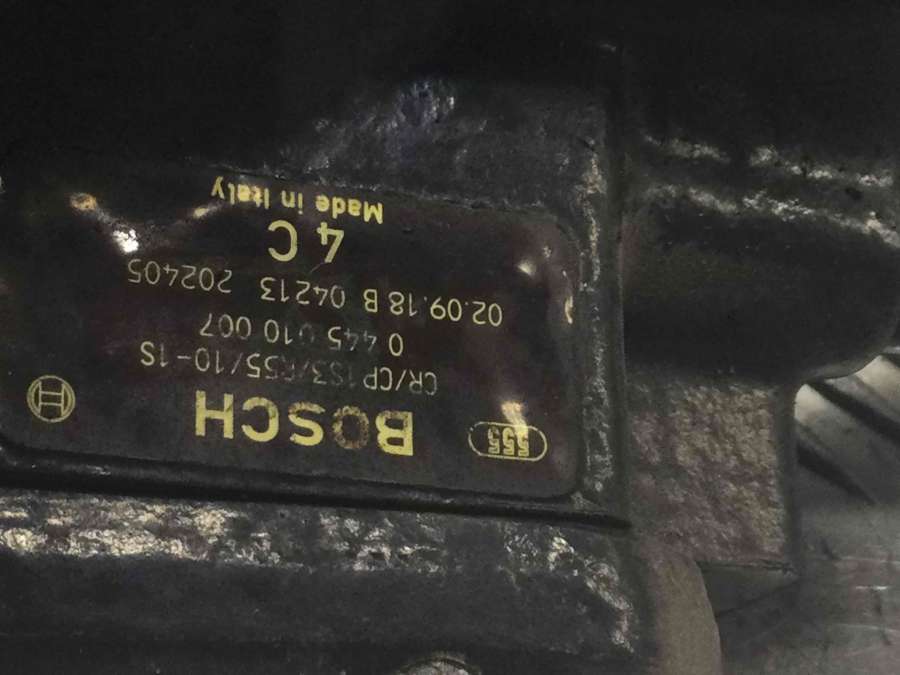 555
BOSCH
CR/CP1S3/R55/10-1S
0 445 010 007
02.09.18 B 04213 202405
4C
Made in Italy